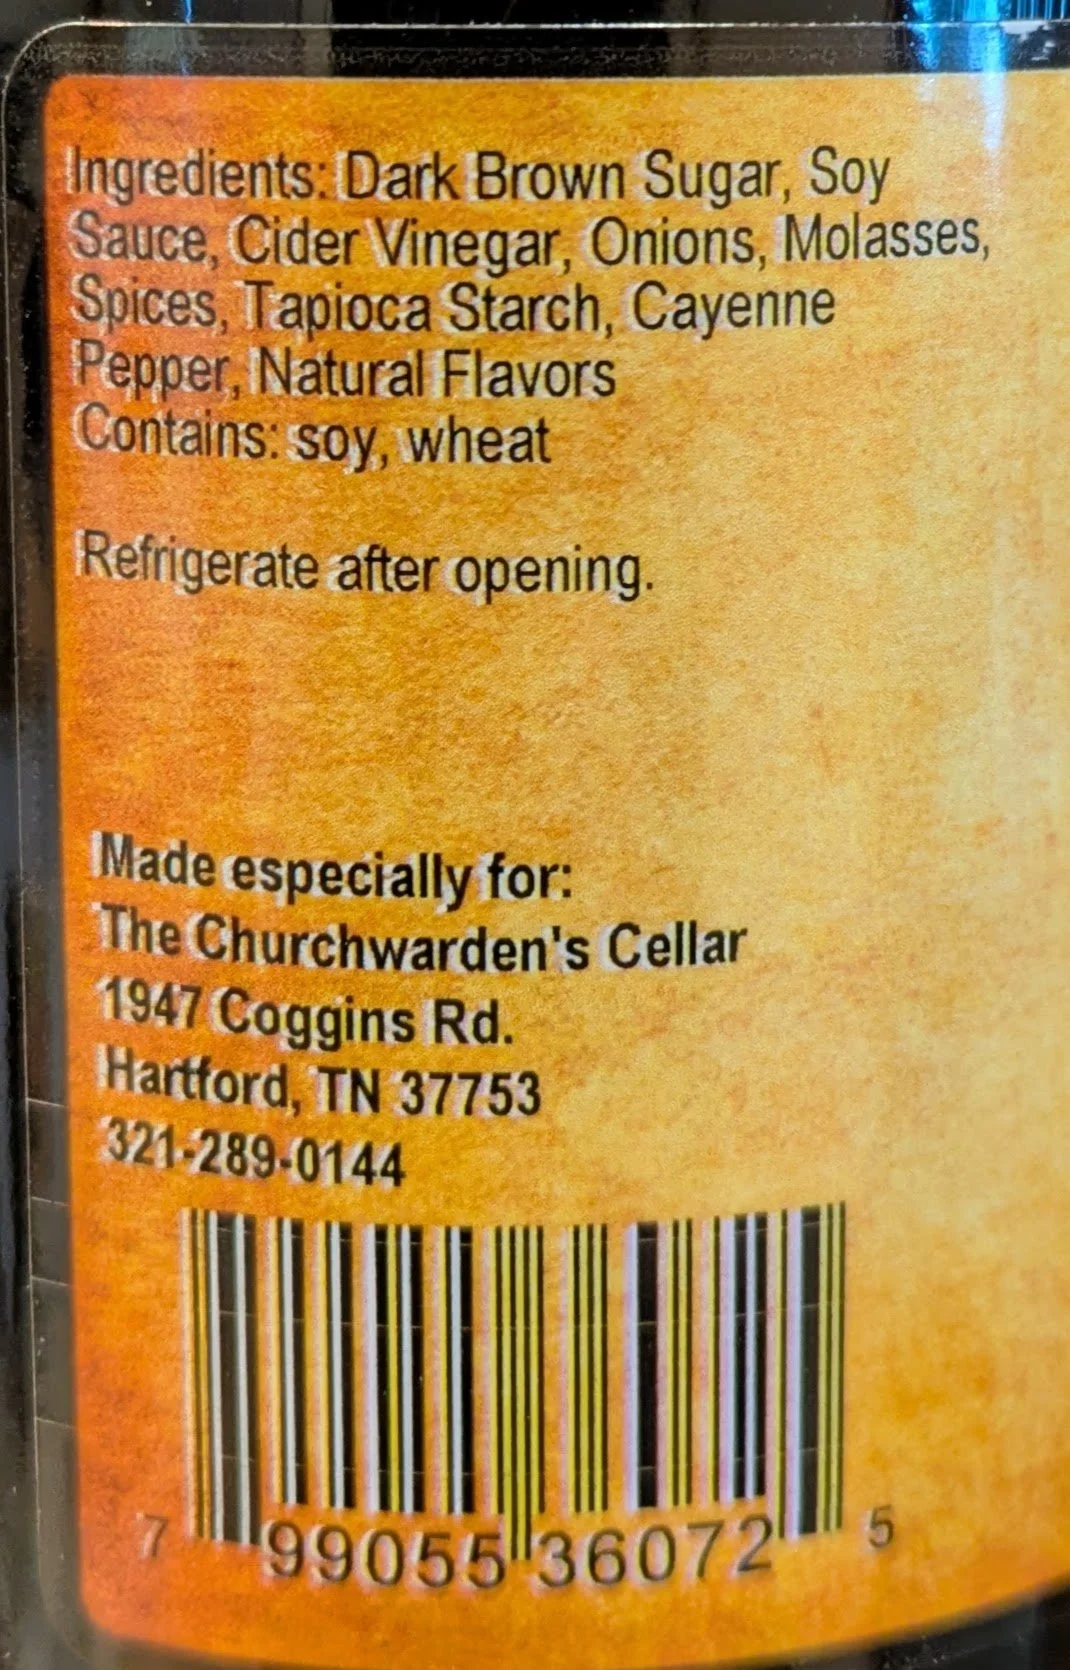 Ingredients: Dark Brown Sugar, Soy
Sauce, Cider Vinegar, Onions, Molasses,
Spices, Tapioca Starch, Cayenne
Pepper, Natural Flavors
Contains: soy, wheat
Refrigerate after opening.
Made especially for:
The Churchwarden's Cellar
1947 Coggins Rd.
Hartford, TN 37753
321-289-0144
7 99055 36072 5